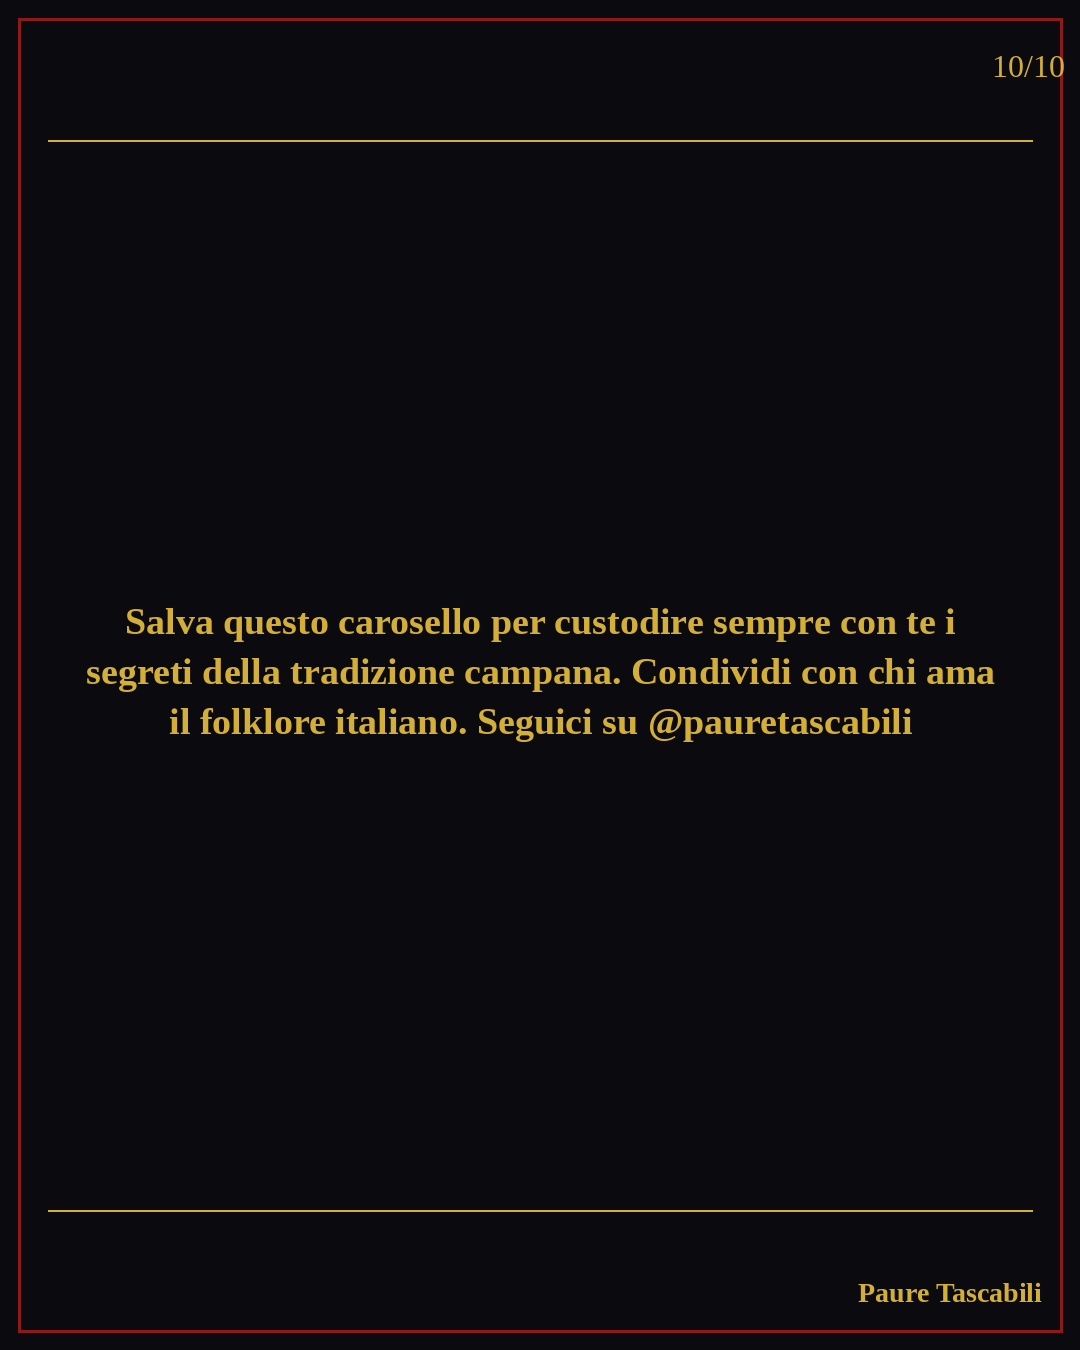 10/10
Salva questo carosello per custodire sempre con te i
segreti della tradizione campana. Condividi con chi ama
il folklore italiano. Seguici su @pauretascabili
Paure Tascabili